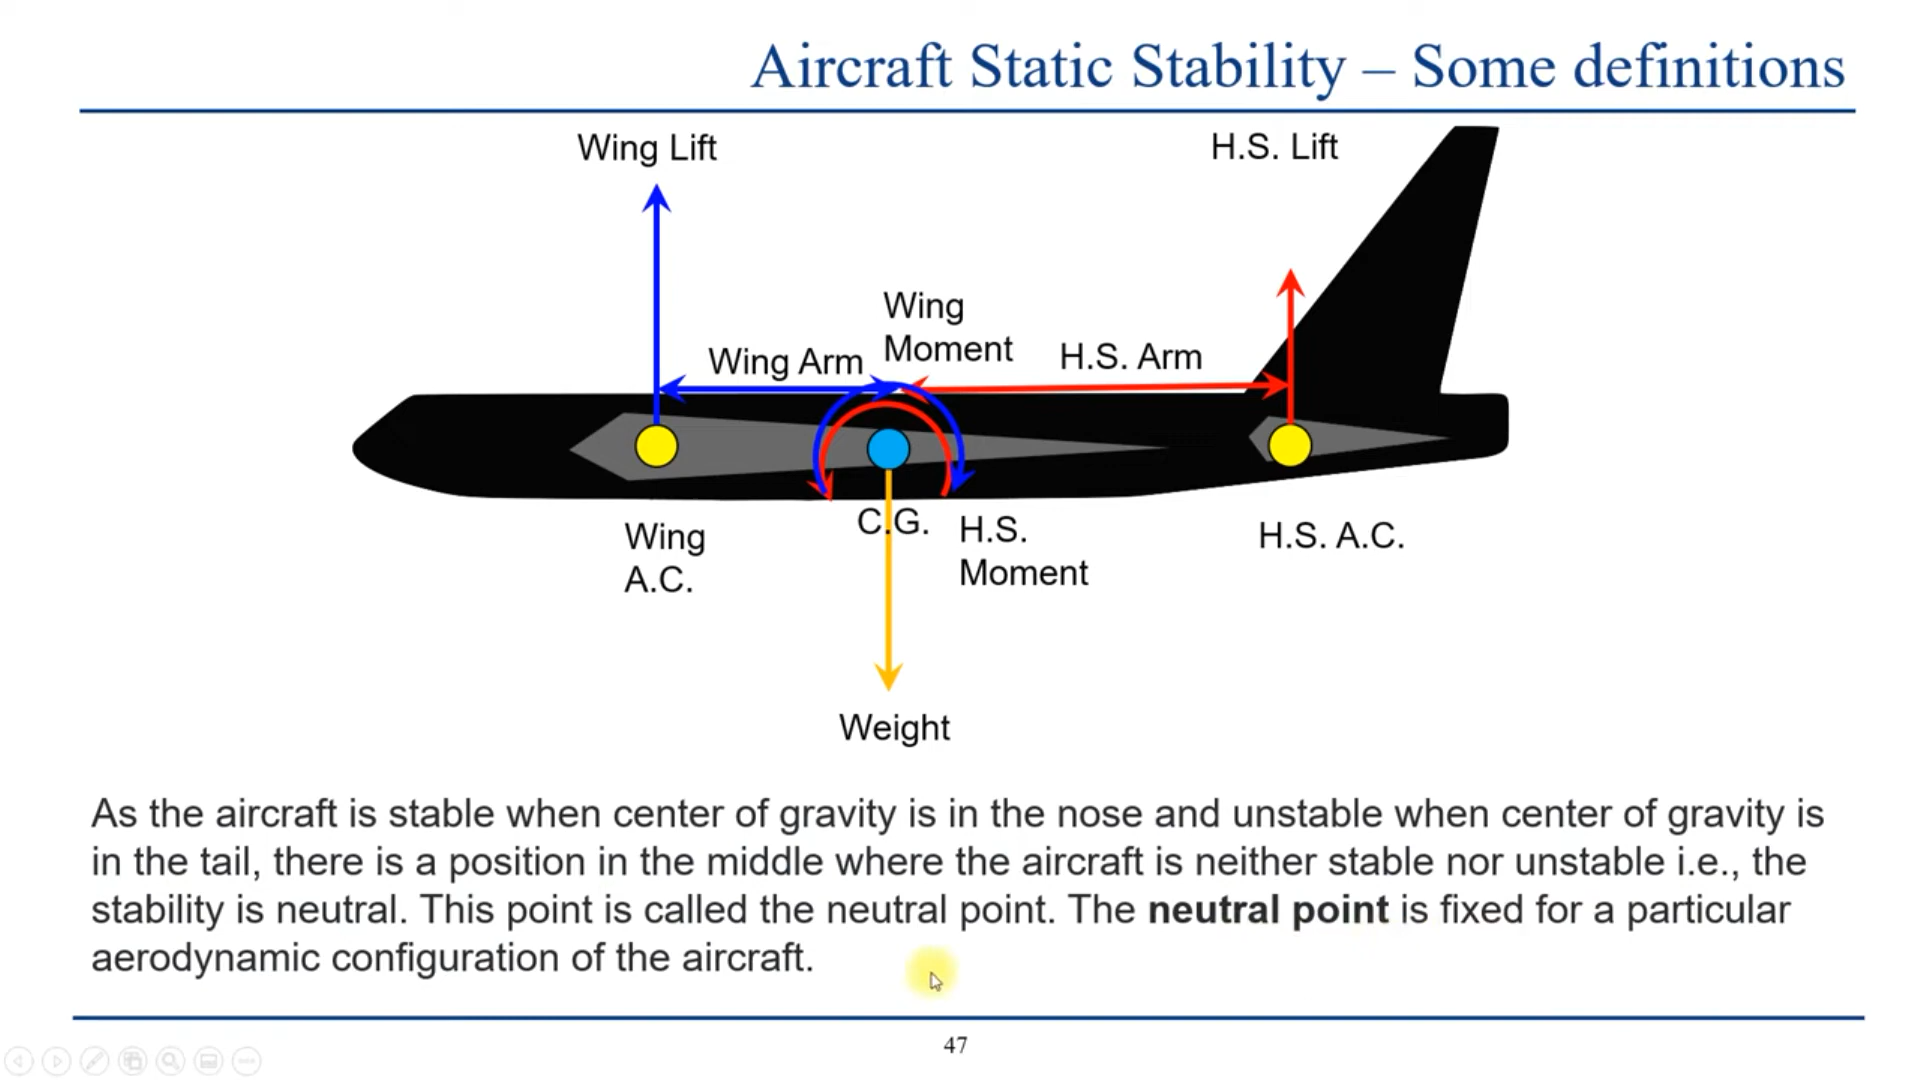 Aircraft Static Stability – Some definitions
Wing Lift
H.S. Lift
Wing
Moment
Wing Arm
H.S. Arm
C.G.
H.S.
Moment
Wing
A.C.
H.S. A.C.
Weight
As the aircraft is stable when center of gravity is in the nose and unstable when center of gravity is
in the tail, there is a position in the middle where the aircraft is neither stable nor unstable i.e., the
stability is neutral. This point is called the neutral point. The neutral point is fixed for a particular
aerodynamic configuration of the aircraft.
47